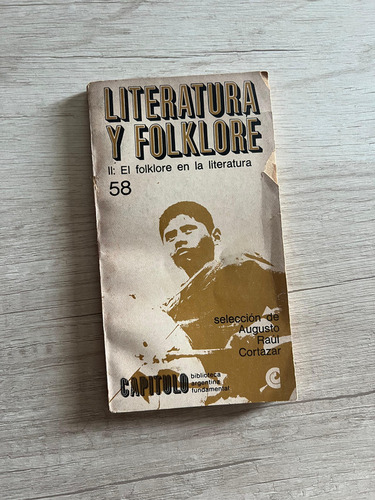 LITERATURA
Y FOLKLORE
II: El folklore en la literatura
58
selección de
Augusto
Raúl
Cortazar
CAPITULO
biblioteca
argentina
fundamental